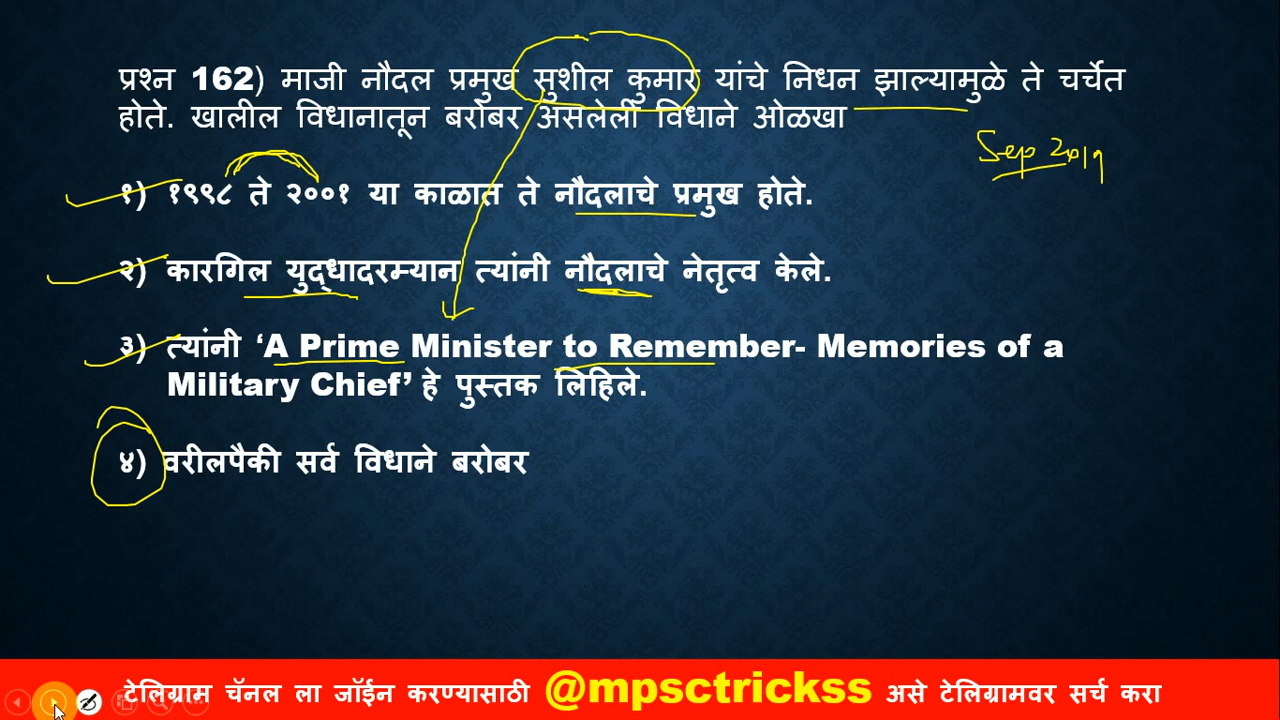 प्रश्न 162) माजी नौदल प्रमुख सुशील कुमार यांचे निधन झाल्यामुळे ते चर्चेत
होते. खालील विधानातून बरोबर असलेली विधाने ओळखा
Sep 2019
१) १९९८ ते २००१ या काळात ते नौदलाचे प्रमुख होते.
२) कारगिल युद्धादरम्यान त्यांनी नौदलाचे नेतृत्व केले.
३) त्यांनी ‘A Prime Minister to Remember- Memories of a
Military Chief’ हे पुस्तक लिहिले.
४) वरीलपैकी सर्व विधाने बरोबर
टेलिग्राम चॅनल ला जॉईन करण्यासाठी @mpsctrickss असे टेलिग्रामवर सर्च करा